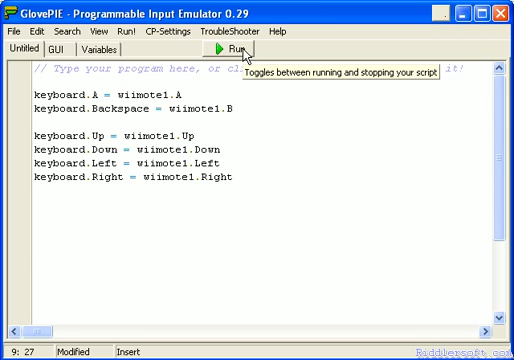 GlovePIE - Programmable Input Emulator 0.29
File Edit Search View Run! CP-Settings TroubleShooter Help
Untitled GUI Variables Run
// Type your program here, or cl it!
Toggles between running and stopping your script
keyboard.A = wiimote1.A
keyboard.Backspace = wiimote1.B
keyboard.Up = wiimote1.Up
keyboard.Down = wiimote1.Down
keyboard.Left = wiimote1.Left
keyboard.Right = wiimote1.Right
9: 27 Modified Insert
Riddlersoft.com